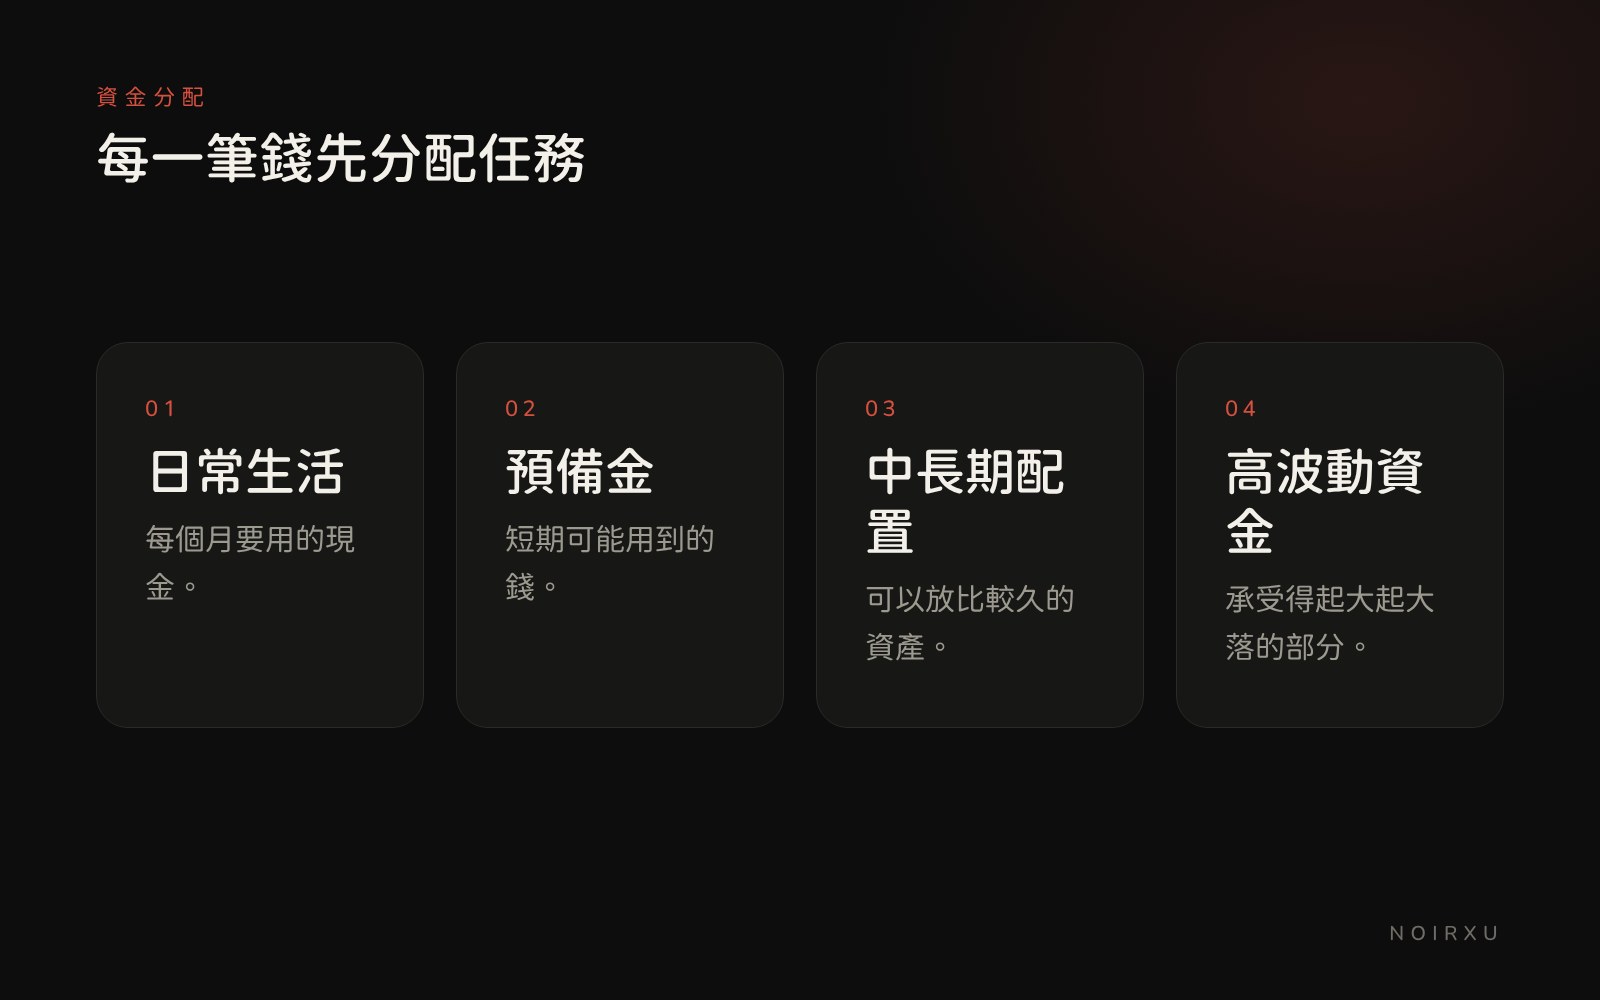 資金分配
每一筆錢先分配任務
01
日常生活
每個月要用的現
金。
02
預備金
短期可能用到的
錢。
03
中長期配
置
可以放比較久的
資產。
04
高波動資
金
承受得起大起大
落的部分。
NOIRXU